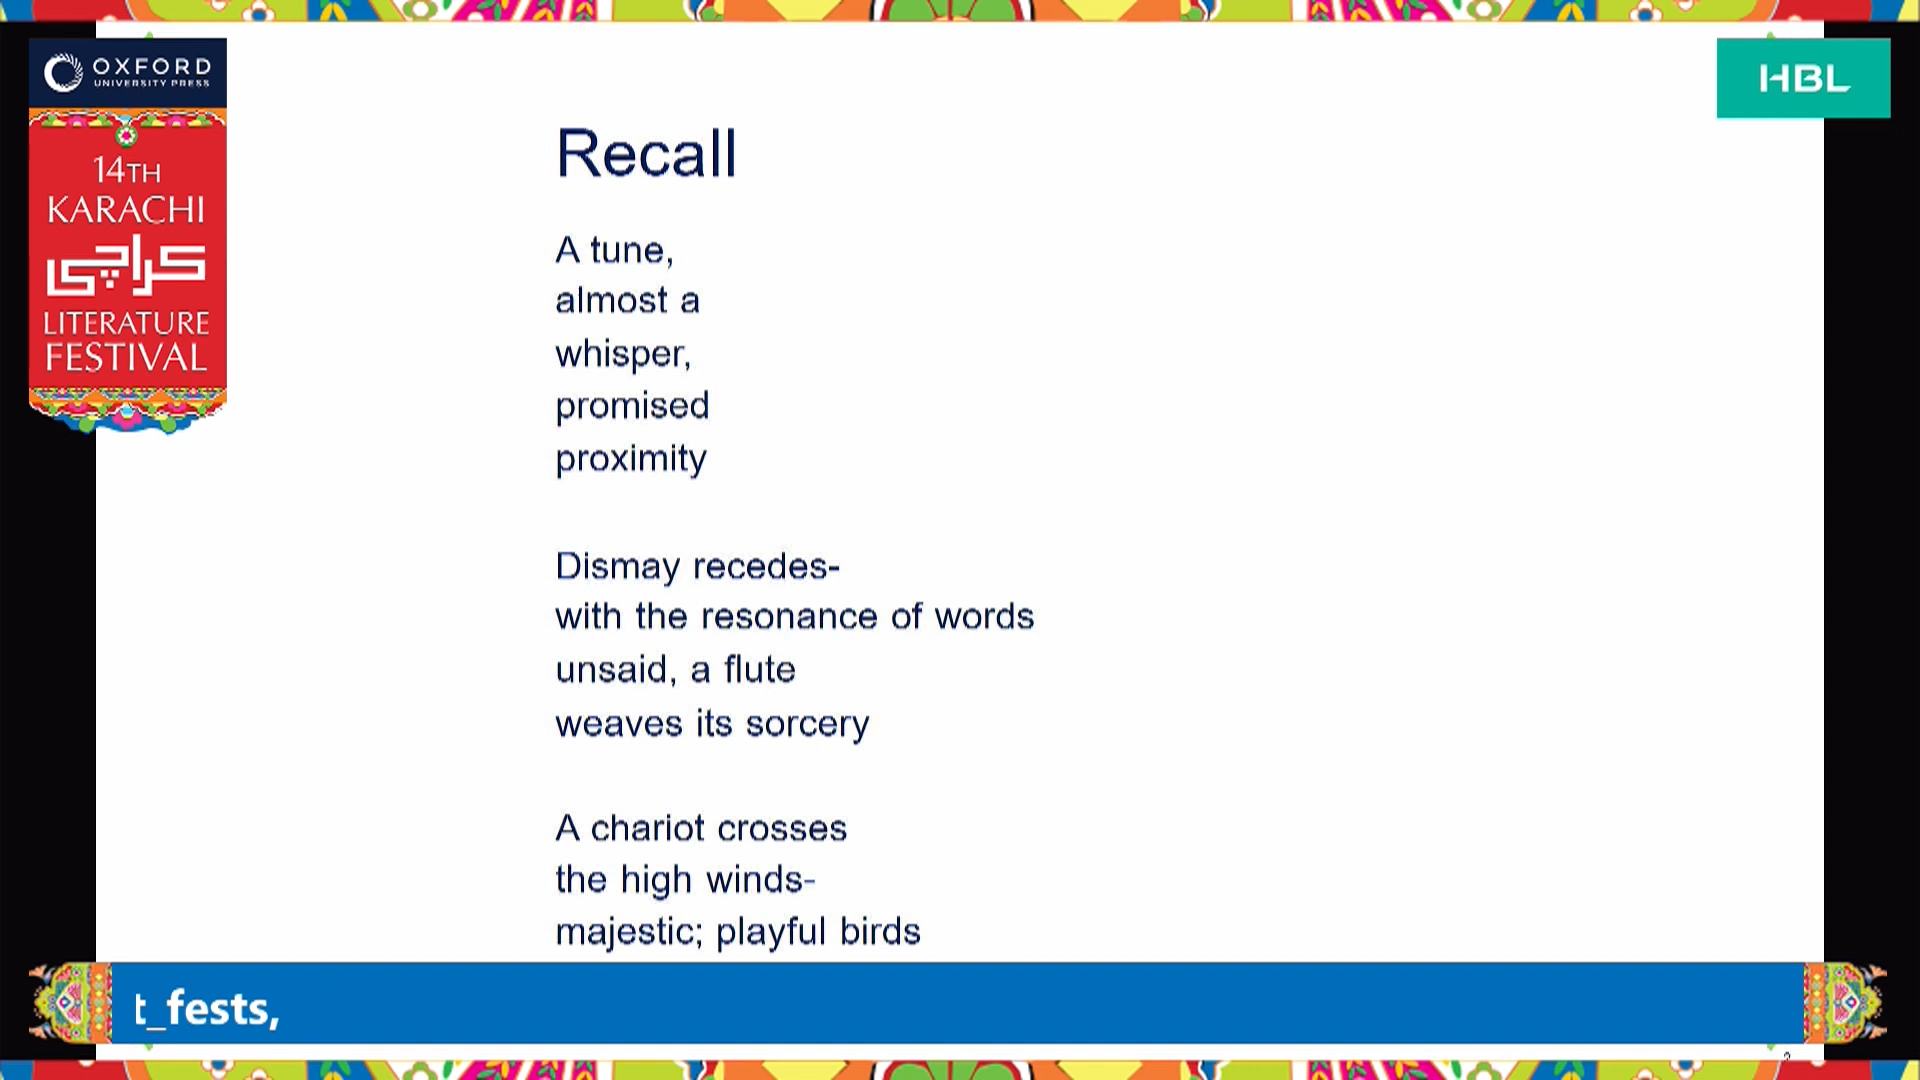 OXFORD
UNIVERSITY PRESS
14TH
KARACHI
کراچی
LITERATURE
FESTIVAL
HBL
Recall
A tune,
almost a
whisper,
promised
proximity
Dismay recedes-
with the resonance of words
unsaid, a flute
weaves its sorcery
A chariot crosses
the high winds-
majestic; playful birds
t_fests,